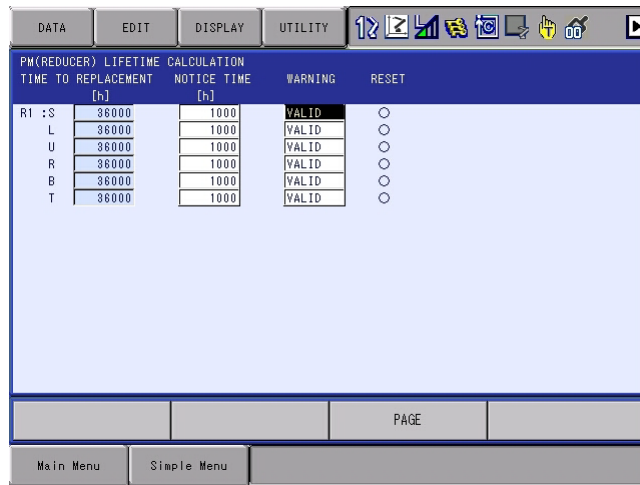 DATA EDIT DISPLAY UTILITY
PM(REDUCER) LIFETIME CALCULATION
TIME TO REPLACEMENT NOTICE TIME WARNING RESET
[h] [h]
R1 :S 36000 1000 VALID
L 36000 1000 VALID
U 36000 1000 VALID
R 36000 1000 VALID
B 36000 1000 VALID
T 36000 1000 VALID
PAGE
Main Menu Simple Menu